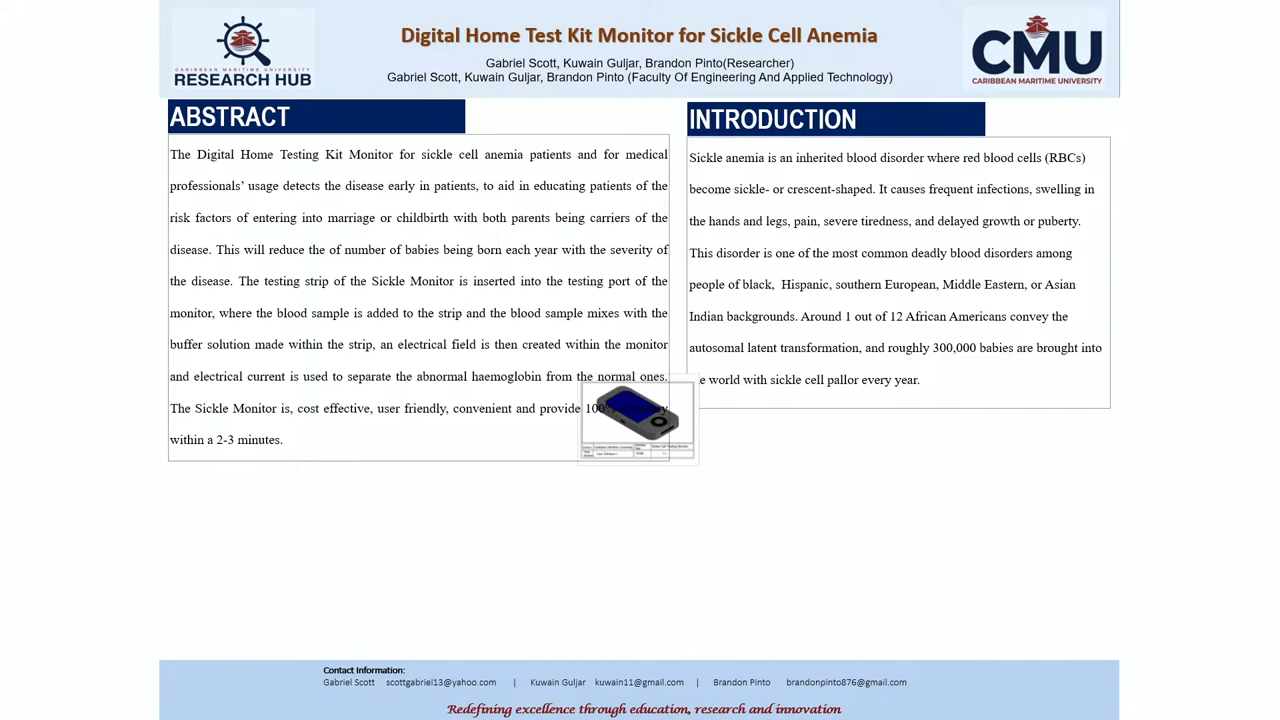 CARIBBEAN MARITIME UNIVERSITY
RESEARCH HUB
Digital Home Test Kit Monitor for Sickle Cell Anemia
Gabriel Scott, Kuwain Guljar, Brandon Pinto(Researcher)
Gabriel Scott, Kuwain Guljar, Brandon Pinto (Faculty Of Engineering And Applied Technology)
CMU
CARIBBEAN MARITIME UNIVERSITY
ABSTRACT
The Digital Home Testing Kit Monitor for sickle cell anemia patients and for medical
professionals’ usage detects the disease early in patients, to aid in educating patients of the
risk factors of entering into marriage or childbirth with both parents being carriers of the
disease. This will reduce the of number of babies being born each year with the severity of
the disease. The testing strip of the Sickle Monitor is inserted into the testing port of the
monitor, where the blood sample is added to the strip and the blood sample mixes with the
buffer solution made within the strip, an electrical field is then created within the monitor
and electrical current is used to separate the abnormal haemoglobin from the normal ones.
The Sickle Monitor is, cost effective, user friendly, convenient and provide 100%
within a 2-3 minutes.
INTRODUCTION
Sickle anemia is an inherited blood disorder where red blood cells (RBCs)
become sickle- or crescent-shaped. It causes frequent infections, swelling in
the hands and legs, pain, severe tiredness, and delayed growth or puberty.
This disorder is one of the most common deadly blood disorders among
people of black, Hispanic, southern European, Middle Eastern, or Asian
Indian backgrounds. Around 1 out of 12 African Americans convey the
autosomal latent transformation, and roughly 300,000 babies are brought into
world with sickle cell pallor every year.
Contact Information:
Gabriel Scott scottgabriel13@yahoo.com | Kuwain Guljar kuwain11@gmail.com | Brandon Pinto brandonpinto876@gmail.com
Redefining excellence through education, research and innovation